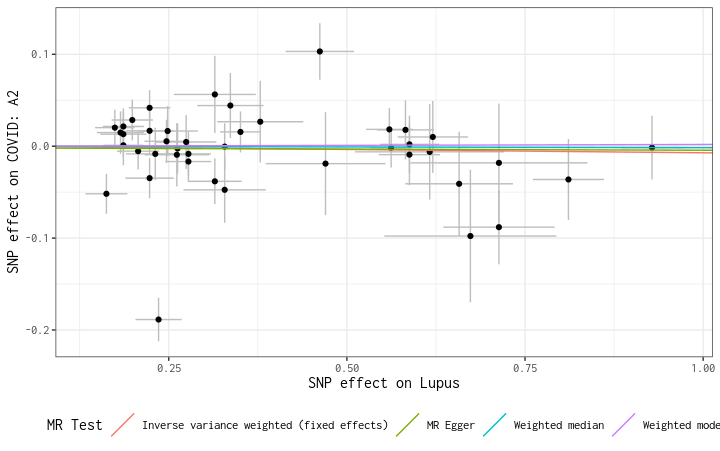 SNP effect on COVID: A2
0.1
0.0
-0.1
-0.2
0.25
0.50
0.75
1.00
SNP effect on Lupus
MR Test
Inverse variance weighted (fixed effects)
MR Egger
Weighted median
Weighted mode